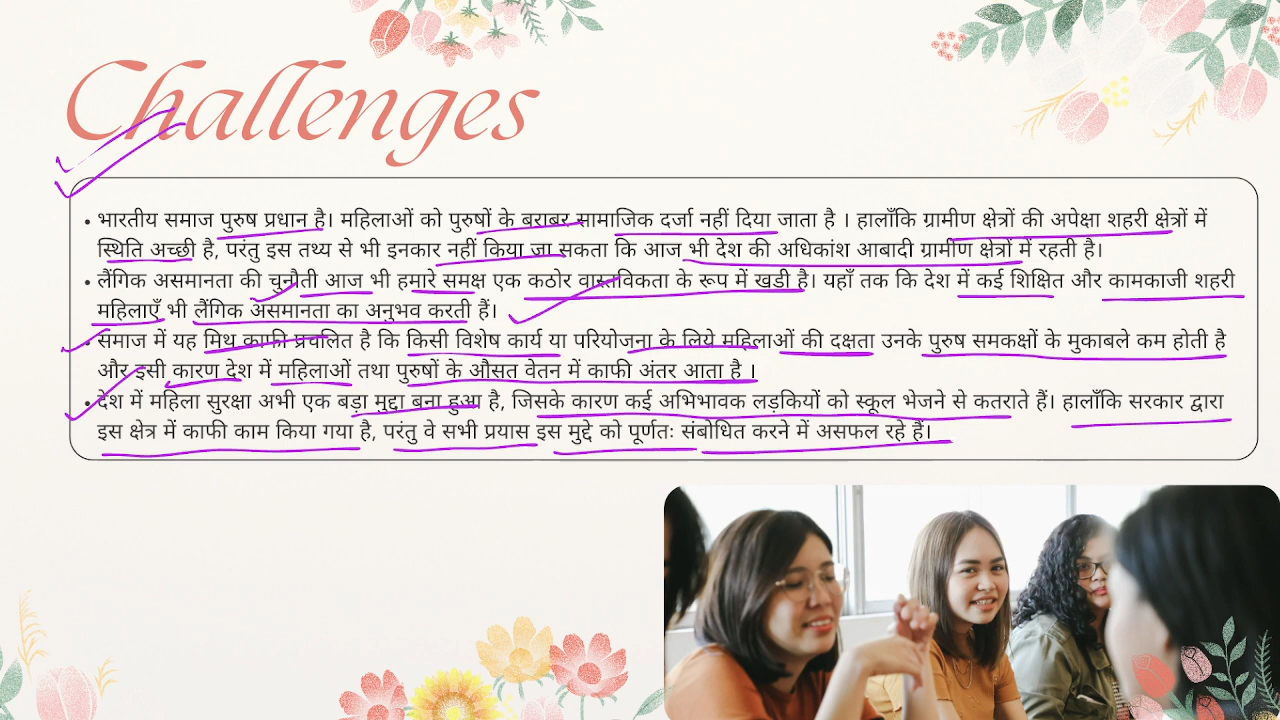 Challenges
• भारतीय समाज पुरुष प्रधान है। महिलाओं को पुरुषों के बराबर सामाजिक दर्जा नहीं दिया जाता है । हालाँकि ग्रामीण क्षेत्रों की अपेक्षा शहरी क्षेत्रों में
स्थिति अच्छी है, परंतु इस तथ्य से भी इनकार नहीं किया जा सकता कि आज भी देश की अधिकांश आबादी ग्रामीण क्षेत्रों में रहती है।
• लैंगिक असमानता की चुनौती आज भी हमारे समक्ष एक कठोर वास्तविकता के रूप में खड़ी है। यहाँ तक कि देश में कई शिक्षित और कामकाजी शहरी
महिलाएँ भी लैंगिक असमानता का अनुभव करती हैं।
• समाज में यह मिथ काफी प्रचलित है कि किसी विशेष कार्य या परियोजना के लिये महिलाओं की दक्षता उनके पुरुष समकक्षों के मुकाबले कम होती है
और इसी कारण देश में महिलाओं तथा पुरुषों के औसत वेतन में काफी अंतर आता है ।
• देश में महिला सुरक्षा अभी एक बड़ा मुद्दा बना हुआ है, जिसके कारण कई अभिभावक लड़कियों को स्कूल भेजने से कतराते हैं। हालाँकि सरकार द्वारा
इस क्षेत्र में काफी काम किया गया है, परंतु वे सभी प्रयास इस मुद्दे को पूर्णतः संबोधित करने में असफल रहे हैं।